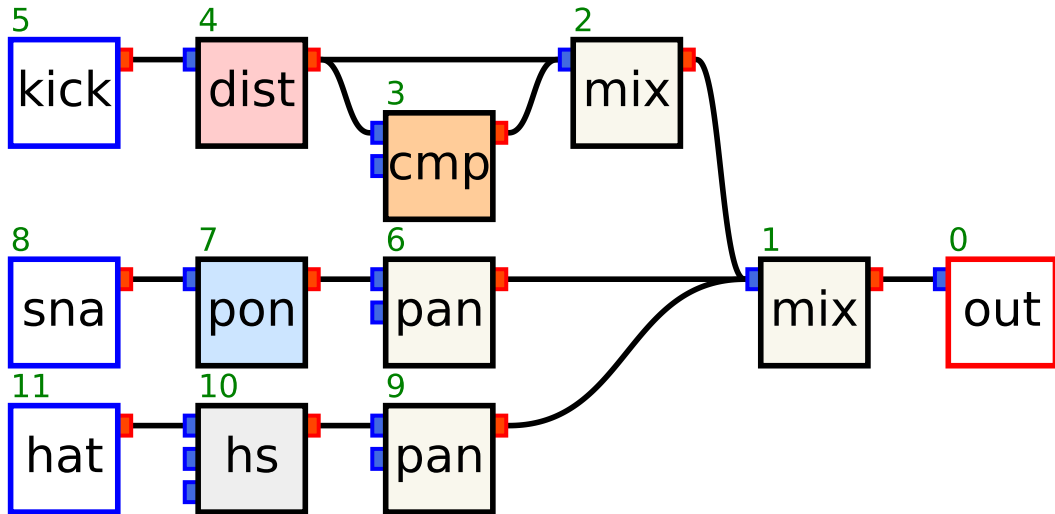 5 4 2
kick dist mix
3
cmp
8 7 6 1 0
sna pon pan mix out
11 10 9
hat hs pan